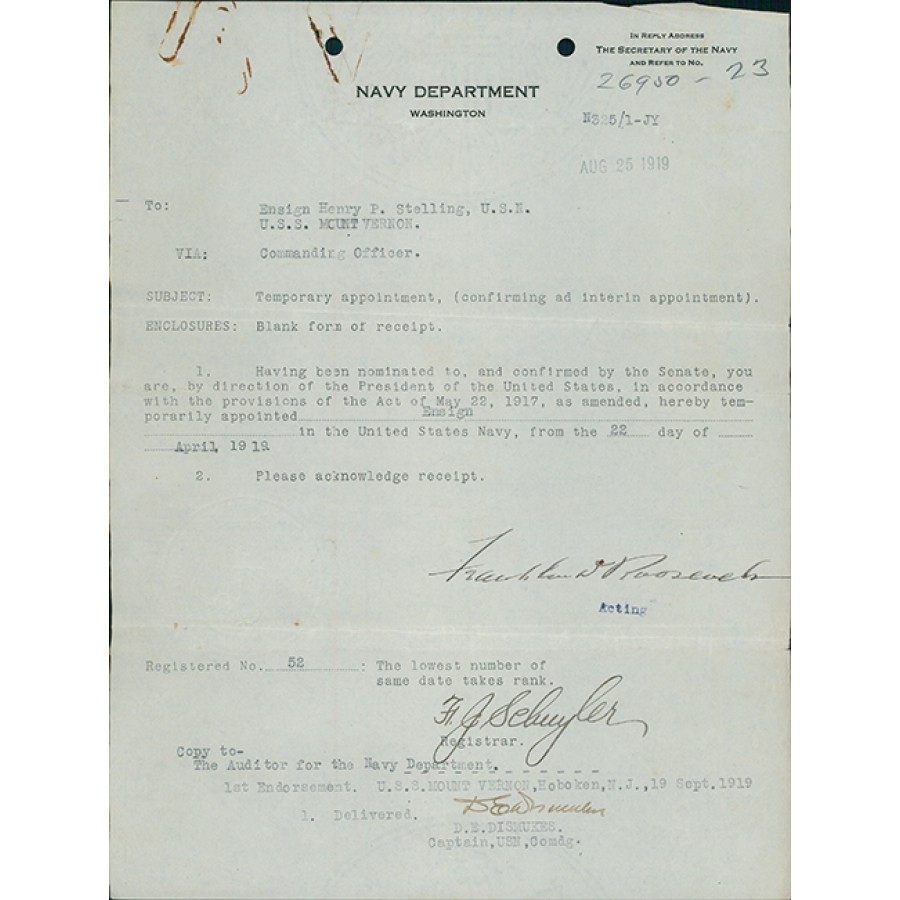 IN REPLY ADDRESS
THE SECRETARY OF THE NAVY
AND REFER TO NO.
26950 - 23
NAVY DEPARTMENT
WASHINGTON
N325/1-JY
AUG 25 1919
To: Ensign Henry P. Stelling, U.S.N.
U.S.S. MOUNT VERNON.
VIA: Commanding Officer.
SUBJECT: Temporary appointment, (confirming ad interim appointment).
ENCLOSURES: Blank form of receipt.
1. Having been nominated to, and confirmed by the Senate, you
are, by direction of the President of the United States, in accordance
with the provisions of the Act of May 22, 1917, as amended, hereby tem-
porarily appointed Ensign
in the United States Navy, from the 22 day of
April, 1919.
2. Please acknowledge receipt.
Franklin D Roosevelt
Acting
Registered No. 52 : The lowest number of
same date takes rank.
F. J. Schuyler
Registrar.
Copy to-
The Auditor for the Navy Department.
1st Endorsement. U.S.S.MOUNT VERNON,Hoboken,N.J.,19 Sept.1919
1. Delivered. D E Dismukes
D.E.DISMUKES.
Captain,USN,Comdg.